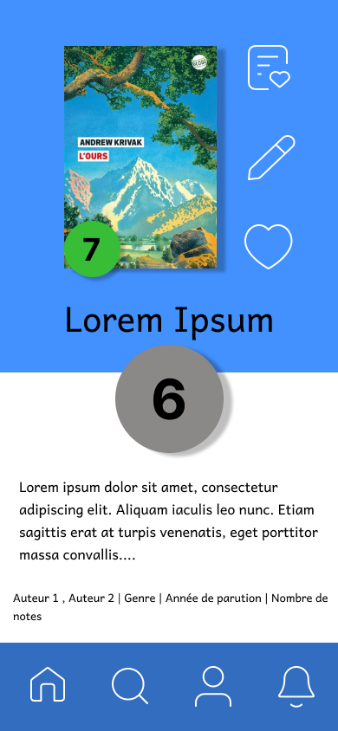 ANDREW KRIVAK
L'OURS
7
Lorem Ipsum
6
Lorem ipsum dolor sit amet, consectetur
adipiscing elit. Aliquam iaculis leo nunc. Etiam
sagittis erat at turpis venenatis, eget porttitor
massa convallis....
Auteur 1 , Auteur 2 | Genre | Année de parution | Nombre de
notes